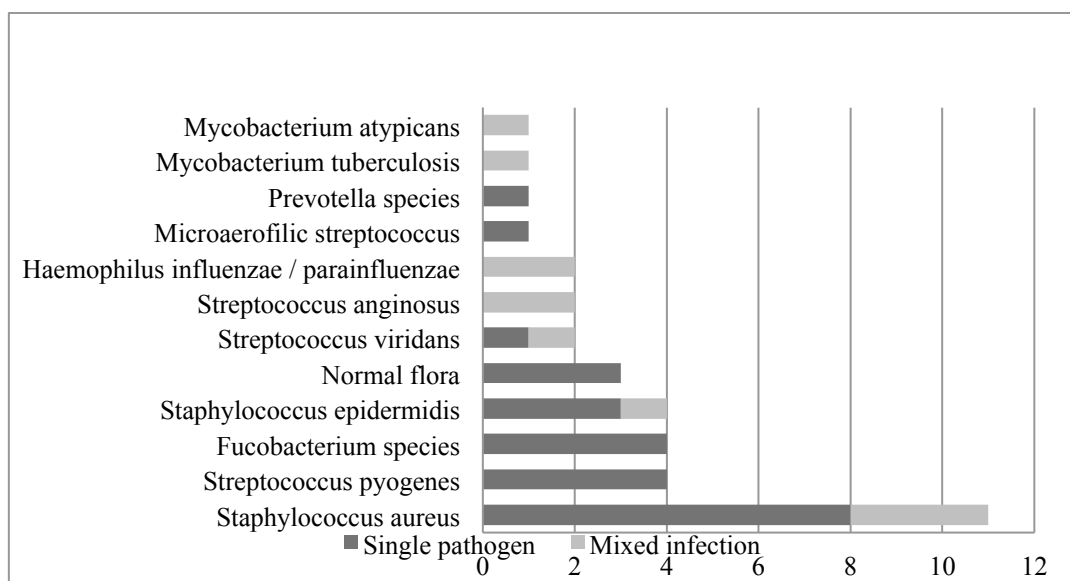 Mycobacterium atypicans
Mycobacterium tuberculosis
Prevotella species
Microaerofilic streptococcus
Haemophilus influenzae / parainfluenzae
Streptococcus anginosus
Streptococcus viridans
Normal flora
Staphylococcus epidermidis
Fucobacterium species
Streptococcus pyogenes
Staphylococcus aureus
Single pathogen Mixed infection
0 2 4 6 8 10 12